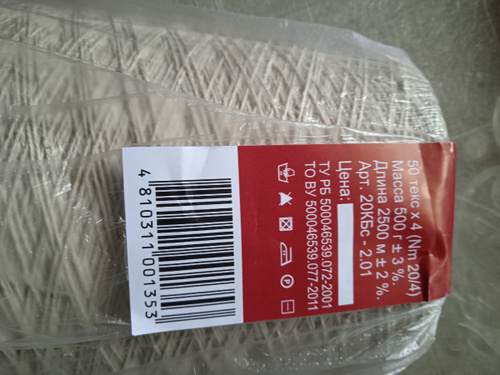 50 текс х 4 (Nm 20/4)
Масса 500 г ± 3 %.
Длина 2500 м ± 2 %.
Арт. 20КБс - 2.01
Цена:
ТУ РБ 500046539.072-2001
ТО BY 500046539.077-2011
4 810311 001353